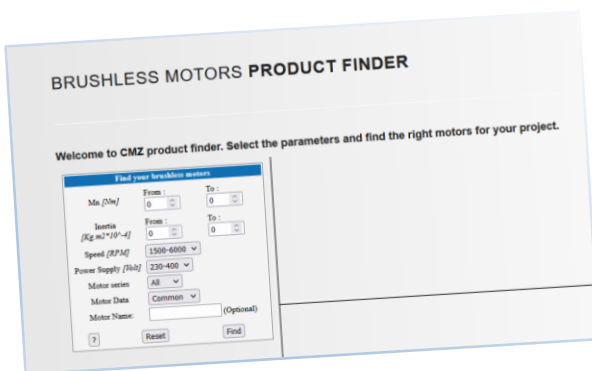 BRUSHLESS MOTORS PRODUCT FINDER
Welcome to CMZ product finder. Select the parameters and find the right motors for your project.
Find your brushless motors
Mn [Nm] From : 0 To : 0
Inertia [Kg.m2*10^-4] From : 0 To : 0
Speed [RPM] 1500-6000
Power Supply [Volt] 230-400
Motor series All
Motor Data Common
Motor Name: (Optional)
? Reset Find